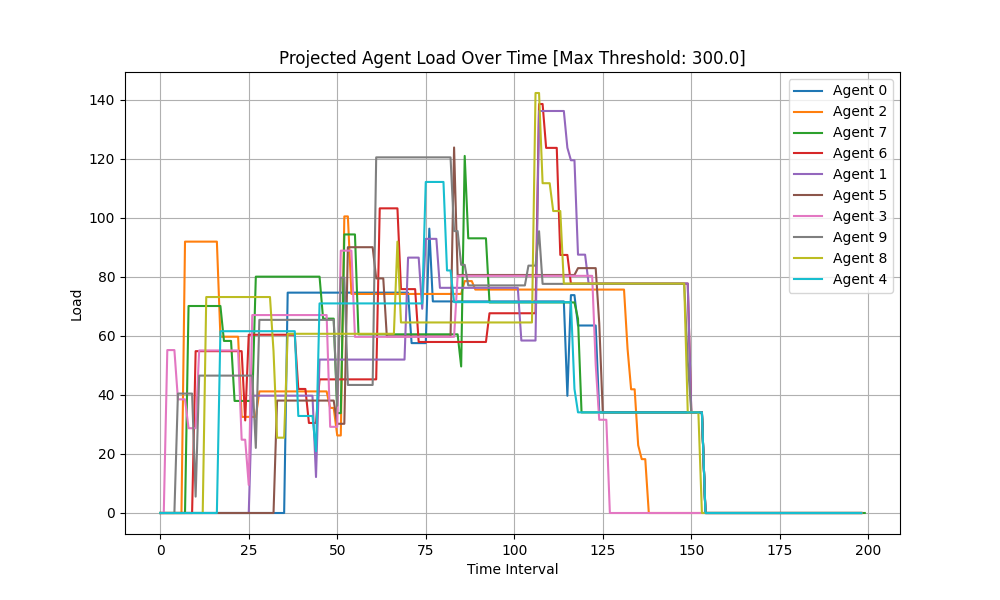 Projected Agent Load Over Time [Max Threshold: 300.0]
140
120
100
80
60
40
20
0
Load
0
25
50
75
100
125
150
175
200
Time Interval
Agent 0
Agent 2
Agent 7
Agent 6
Agent 1
Agent 5
Agent 3
Agent 9
Agent 8
Agent 4